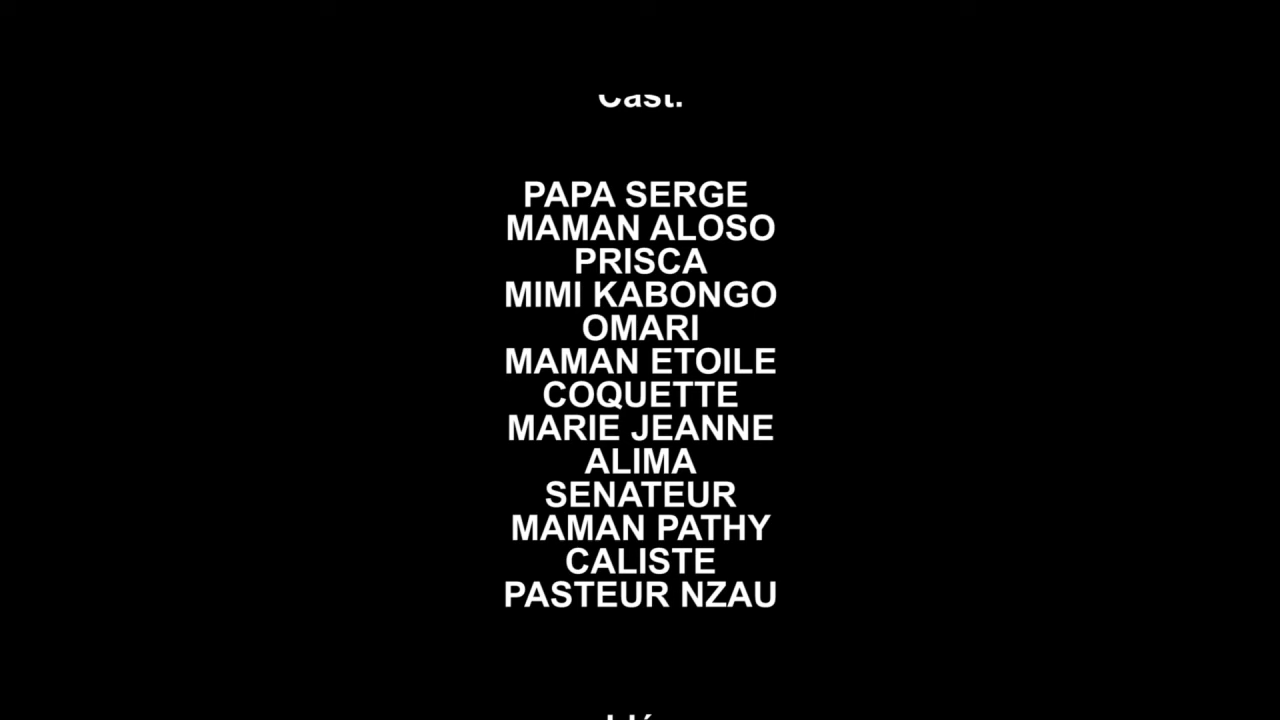 Cast.
PAPA SERGE
MAMAN ALOSO
PRISCA
MIMI KABONGO
OMARI
MAMAN ETOILE
COQUETTE
MARIE JEANNE
ALIMA
SENATEUR
MAMAN PATHY
CALISTE
PASTEUR NZAU